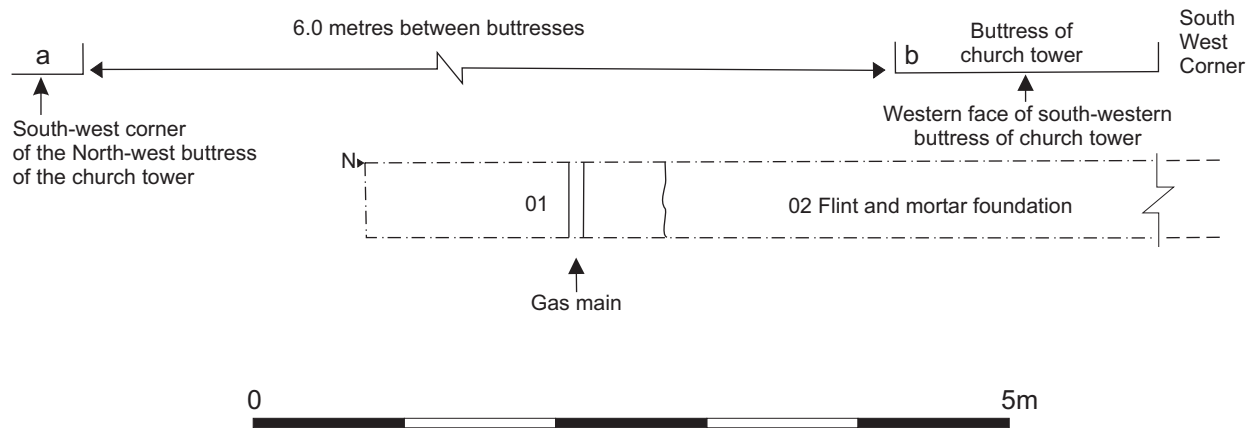 6.0 metres between buttresses
a
b
Buttress of
church tower
South
West
Corner
South-west corner
of the North-west buttress
of the church tower
Western face of south-western
buttress of church tower
N
01
02 Flint and mortar foundation
Gas main
0
5m